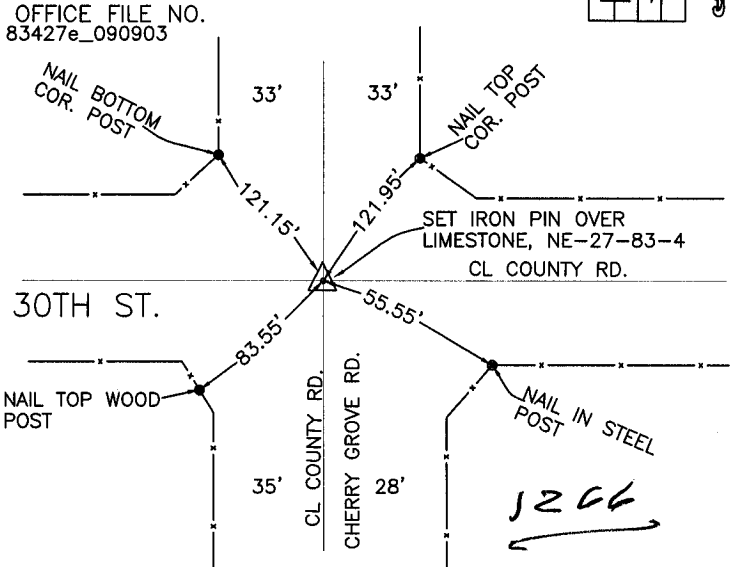 OFFICE FILE NO.
83427e_090903
NAIL BOTTOM
COR. POST
33'
33'
NAIL TOP
COR. POST
121.15'
121.95'
SET IRON PIN OVER
LIMESTONE, NE-27-83-4
CL COUNTY RD.
30TH ST.
83.55'
55.55'
NAIL TOP WOOD
POST
CL COUNTY RD.
CHERRY GROVE RD.
NAIL IN STEEL
POST
35'
28'
1266